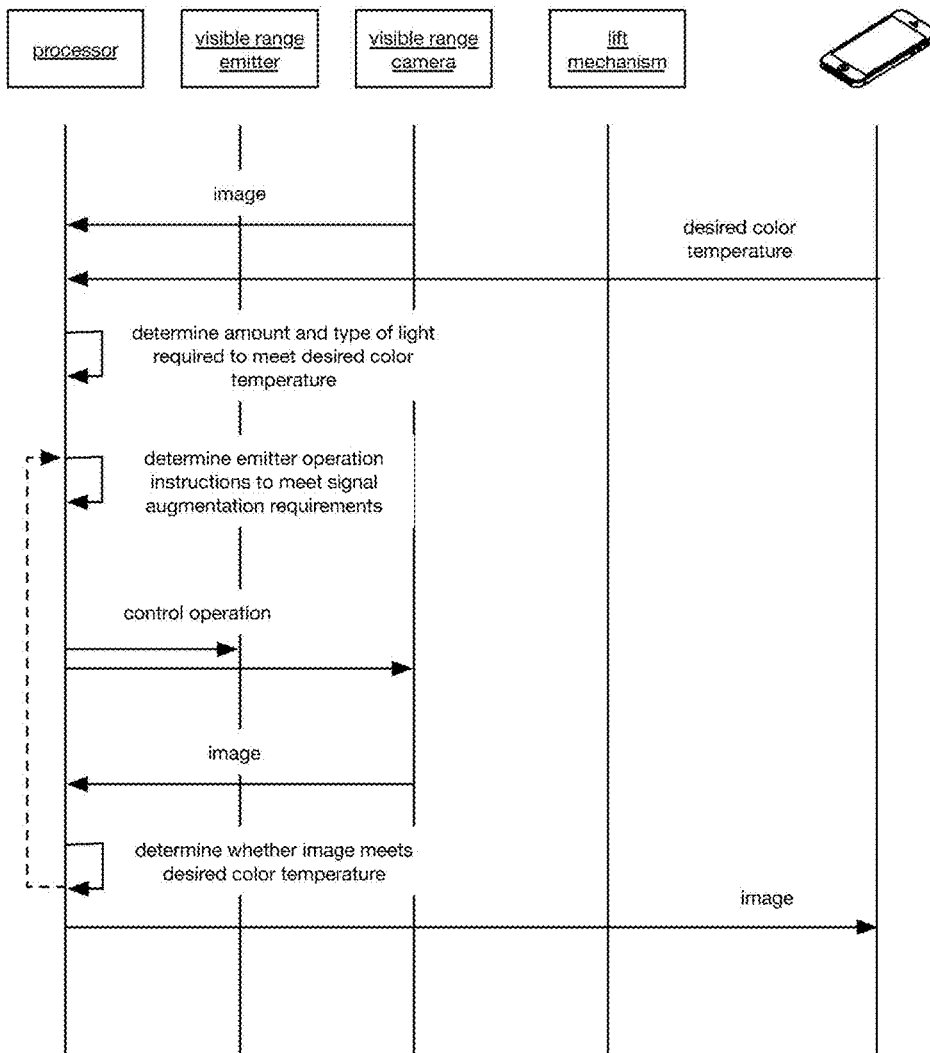 processor
visible range
emitter
visible range
camera
lift
mechanism
image
desired color
temperature
determine amount and type of light
required to meet desired color
temperature
determine emitter operation
instructions to meet signal
augmentation requirements
control operation
image
determine whether image meets
desired color temperature
image